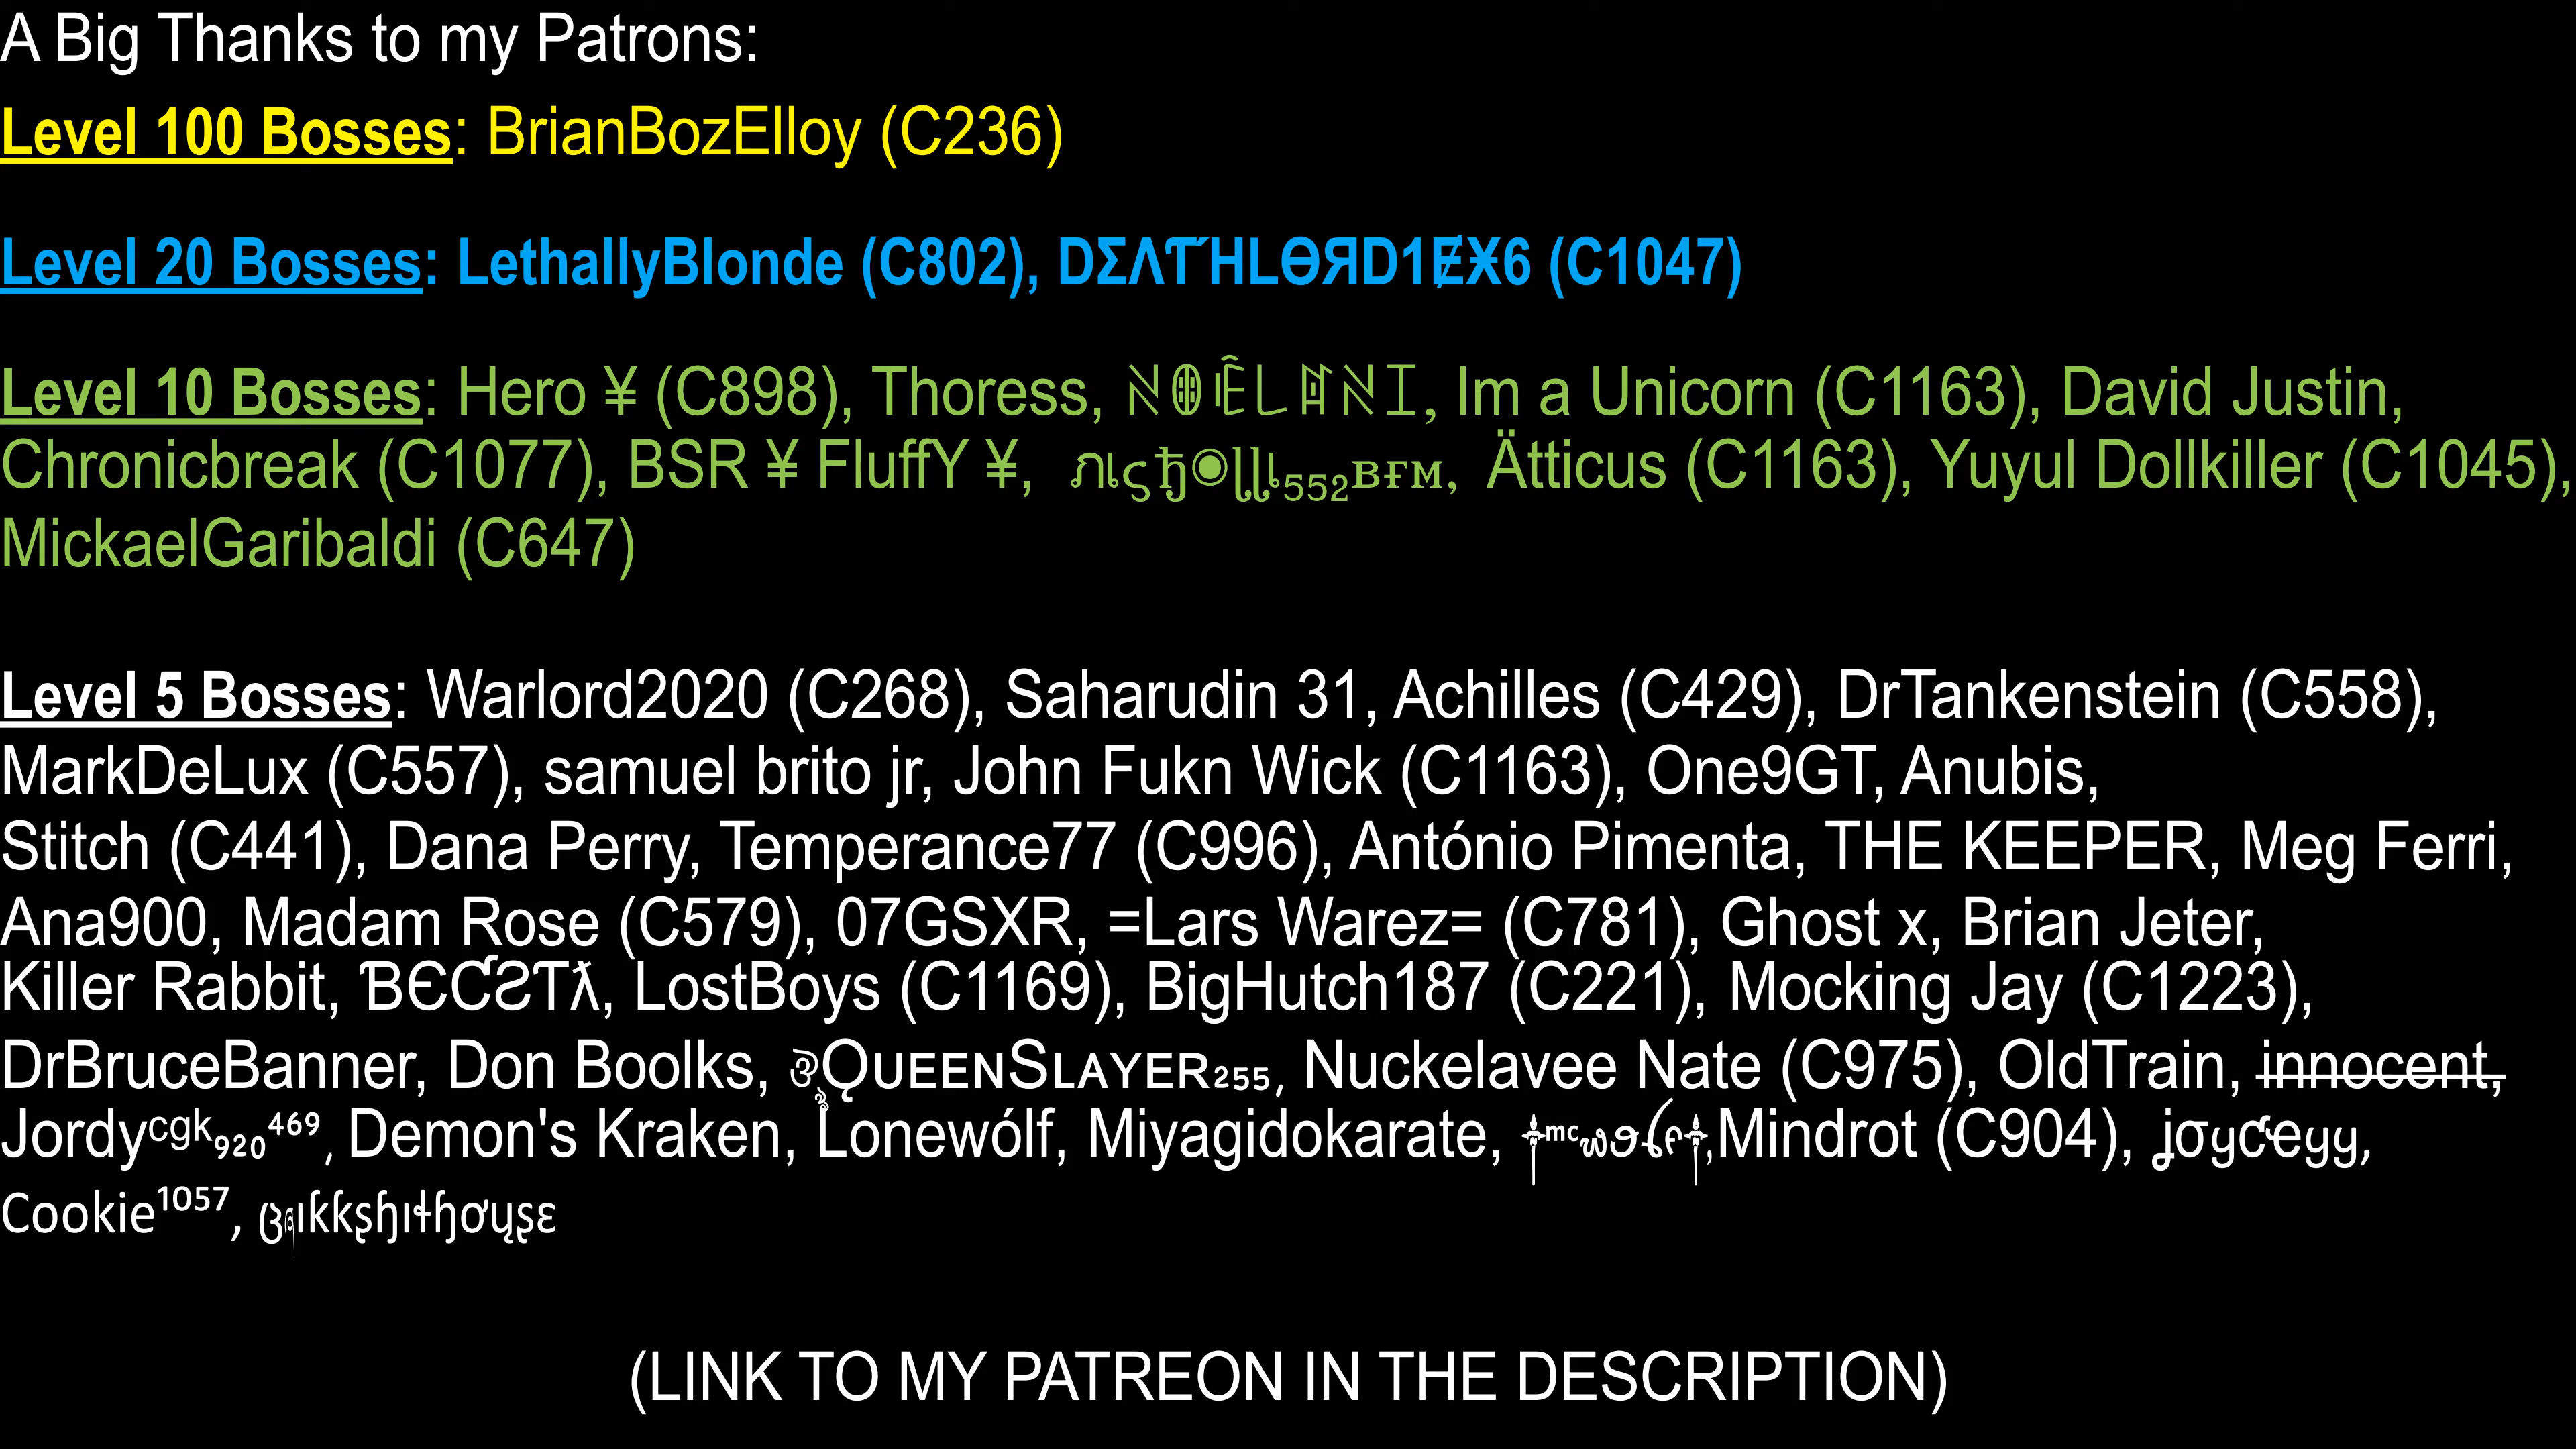 A Big Thanks to my Patrons:
Level 100 Bosses: BrianBozElloy (C236)
Level 20 Bosses: LethallyBlonde (C802), DΣΛƬΉLӨЯD1ɆӾ6 (C1047)
Level 10 Bosses: Hero ¥ (C898), Thoress, Im a Unicorn (C1163), David Justin,
Chronicbreak (C1077), BSR ¥ FluffY ¥, Ätticus (C1163), Yuyul Dollkiller (C1045),
MickaelGaribaldi (C647)
Level 5 Bosses: Warlord2020 (C268), Saharudin 31, Achilles (C429), DrTankenstein (C558),
MarkDeLux (C557), samuel brito jr, John Fukn Wick (C1163), One9GT, Anubis,
Stitch (C441), Dana Perry, Temperance77 (C996), António Pimenta, THE KEEPER, Meg Ferri,
Ana900, Madam Rose (C579), 07GSXR, =Lars Warez= (C781), Ghost x, Brian Jeter,
Killer Rabbit, ƁЄƇƧƬƛ, LostBoys (C1169), BigHutch187 (C221), Mocking Jay (C1223),
DrBruceBanner, Don Boolks, QᴜᴇᴇɴSʟᴀʏᴇʀ₂₅₅, Nuckelavee Nate (C975), OldTrain, innocent,
Jordyᶜᵍᵏ₉₂₀⁴⁶⁹, Demon's Kraken, Lonewólf, Miyagidokarate, Mindrot (C904), ʝσყƈҽყყ,
Cookie¹⁰⁵⁷,
(LINK TO MY PATREON IN THE DESCRIPTION)